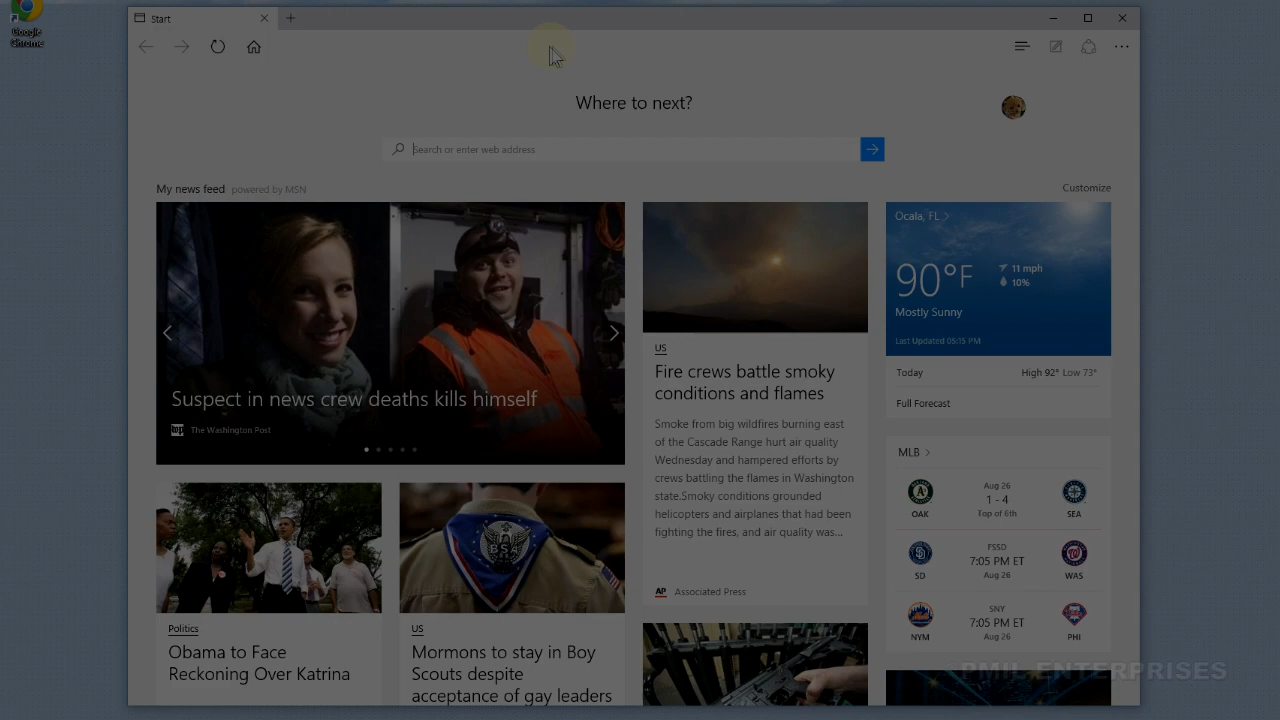 Google
Chrome
Start
Where to next?
Search or enter web address
My news feed powered by MSN
Customize
Suspect in news crew deaths kills himself
The Washington Post
US
Fire crews battle smoky
conditions and flames
Smoke from big wildfires burning east
of the Cascade Range hurt air quality
Wednesday and hampered efforts by
crews battling the flames in Washington
state.Smoky conditions grounded
helicopters and airplanes that had been
fighting the fires, and air quality was...
AP Associated Press
Ocala, FL
90°F
11 mph
10%
Mostly Sunny
Last Updated 05:15 PM
Today High 92° Low 73°
Full Forecast
MLB
Aug 26
1 - 4
Top of 6th
OAK
SEA
FSSD
7:05 PM ET
Aug 26
SD
WAS
SNY
7:05 PM ET
Aug 26
NYM
PHI
Politics
Obama to Face
Reckoning Over Katrina
BSA
US
Mormons to stay in Boy
Scouts despite
acceptance of gay leaders
PMIL ENTERPRISES